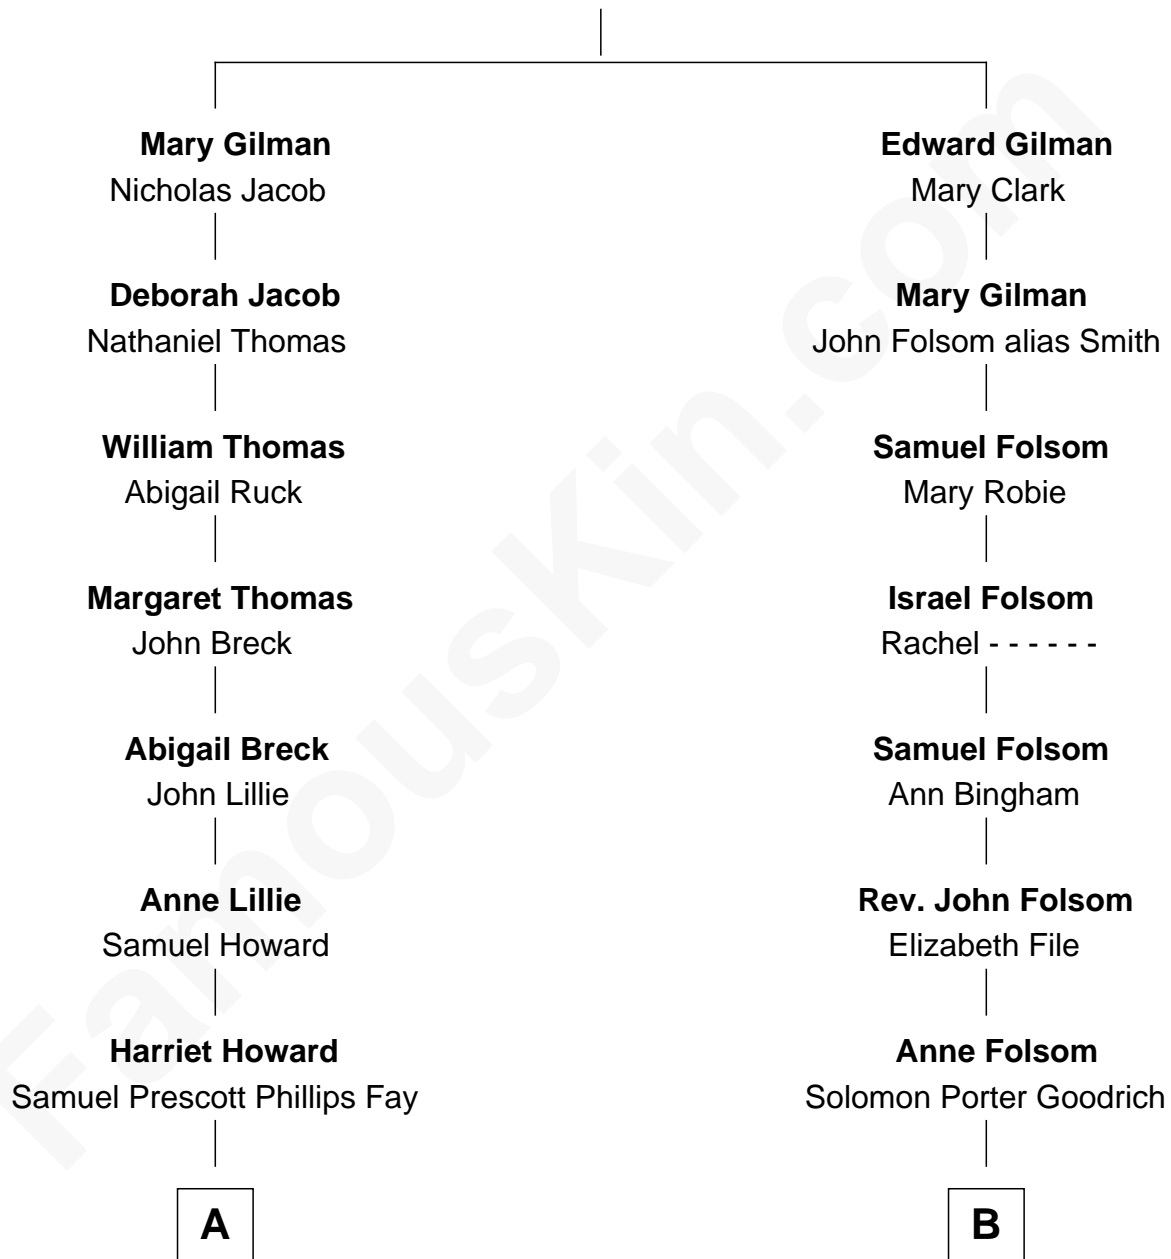 Mary Gilman
Nicholas Jacob
Deborah Jacob
Nathaniel Thomas
William Thomas
Abigail Ruck
Margaret Thomas
John Breck
Abigail Breck
John Lillie
Anne Lillie
Samuel Howard
Harriet Howard
Samuel Prescott Phillips Fay
A
Edward Gilman
Mary Clark
Mary Gilman
John Folsom alias Smith
Samuel Folsom
Mary Robie
Israel Folsom
Rachel - - - - - -
Samuel Folsom
Ann Bingham
Rev. John Folsom
Elizabeth File
Anne Folsom
Solomon Porter Goodrich
B
FamousKin.com